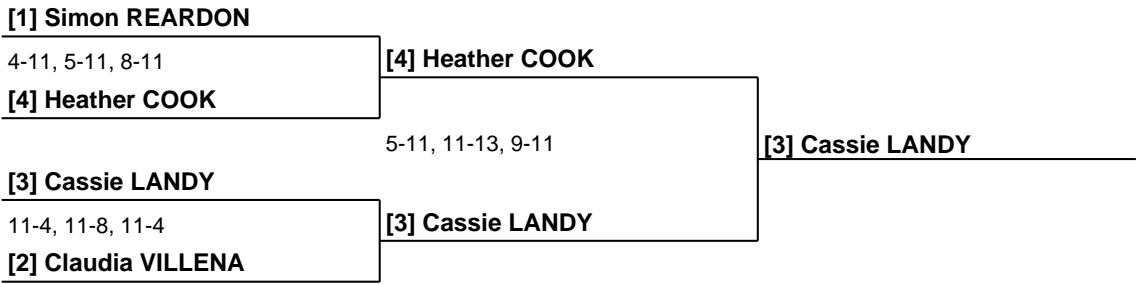 [1] Simon REARDON
4-11, 5-11, 8-11
[4] Heather COOK
[4] Heather COOK
5-11, 11-13, 9-11
[3] Cassie LANDY
[3] Cassie LANDY
11-4, 11-8, 11-4
[3] Cassie LANDY
[2] Claudia VILLENA